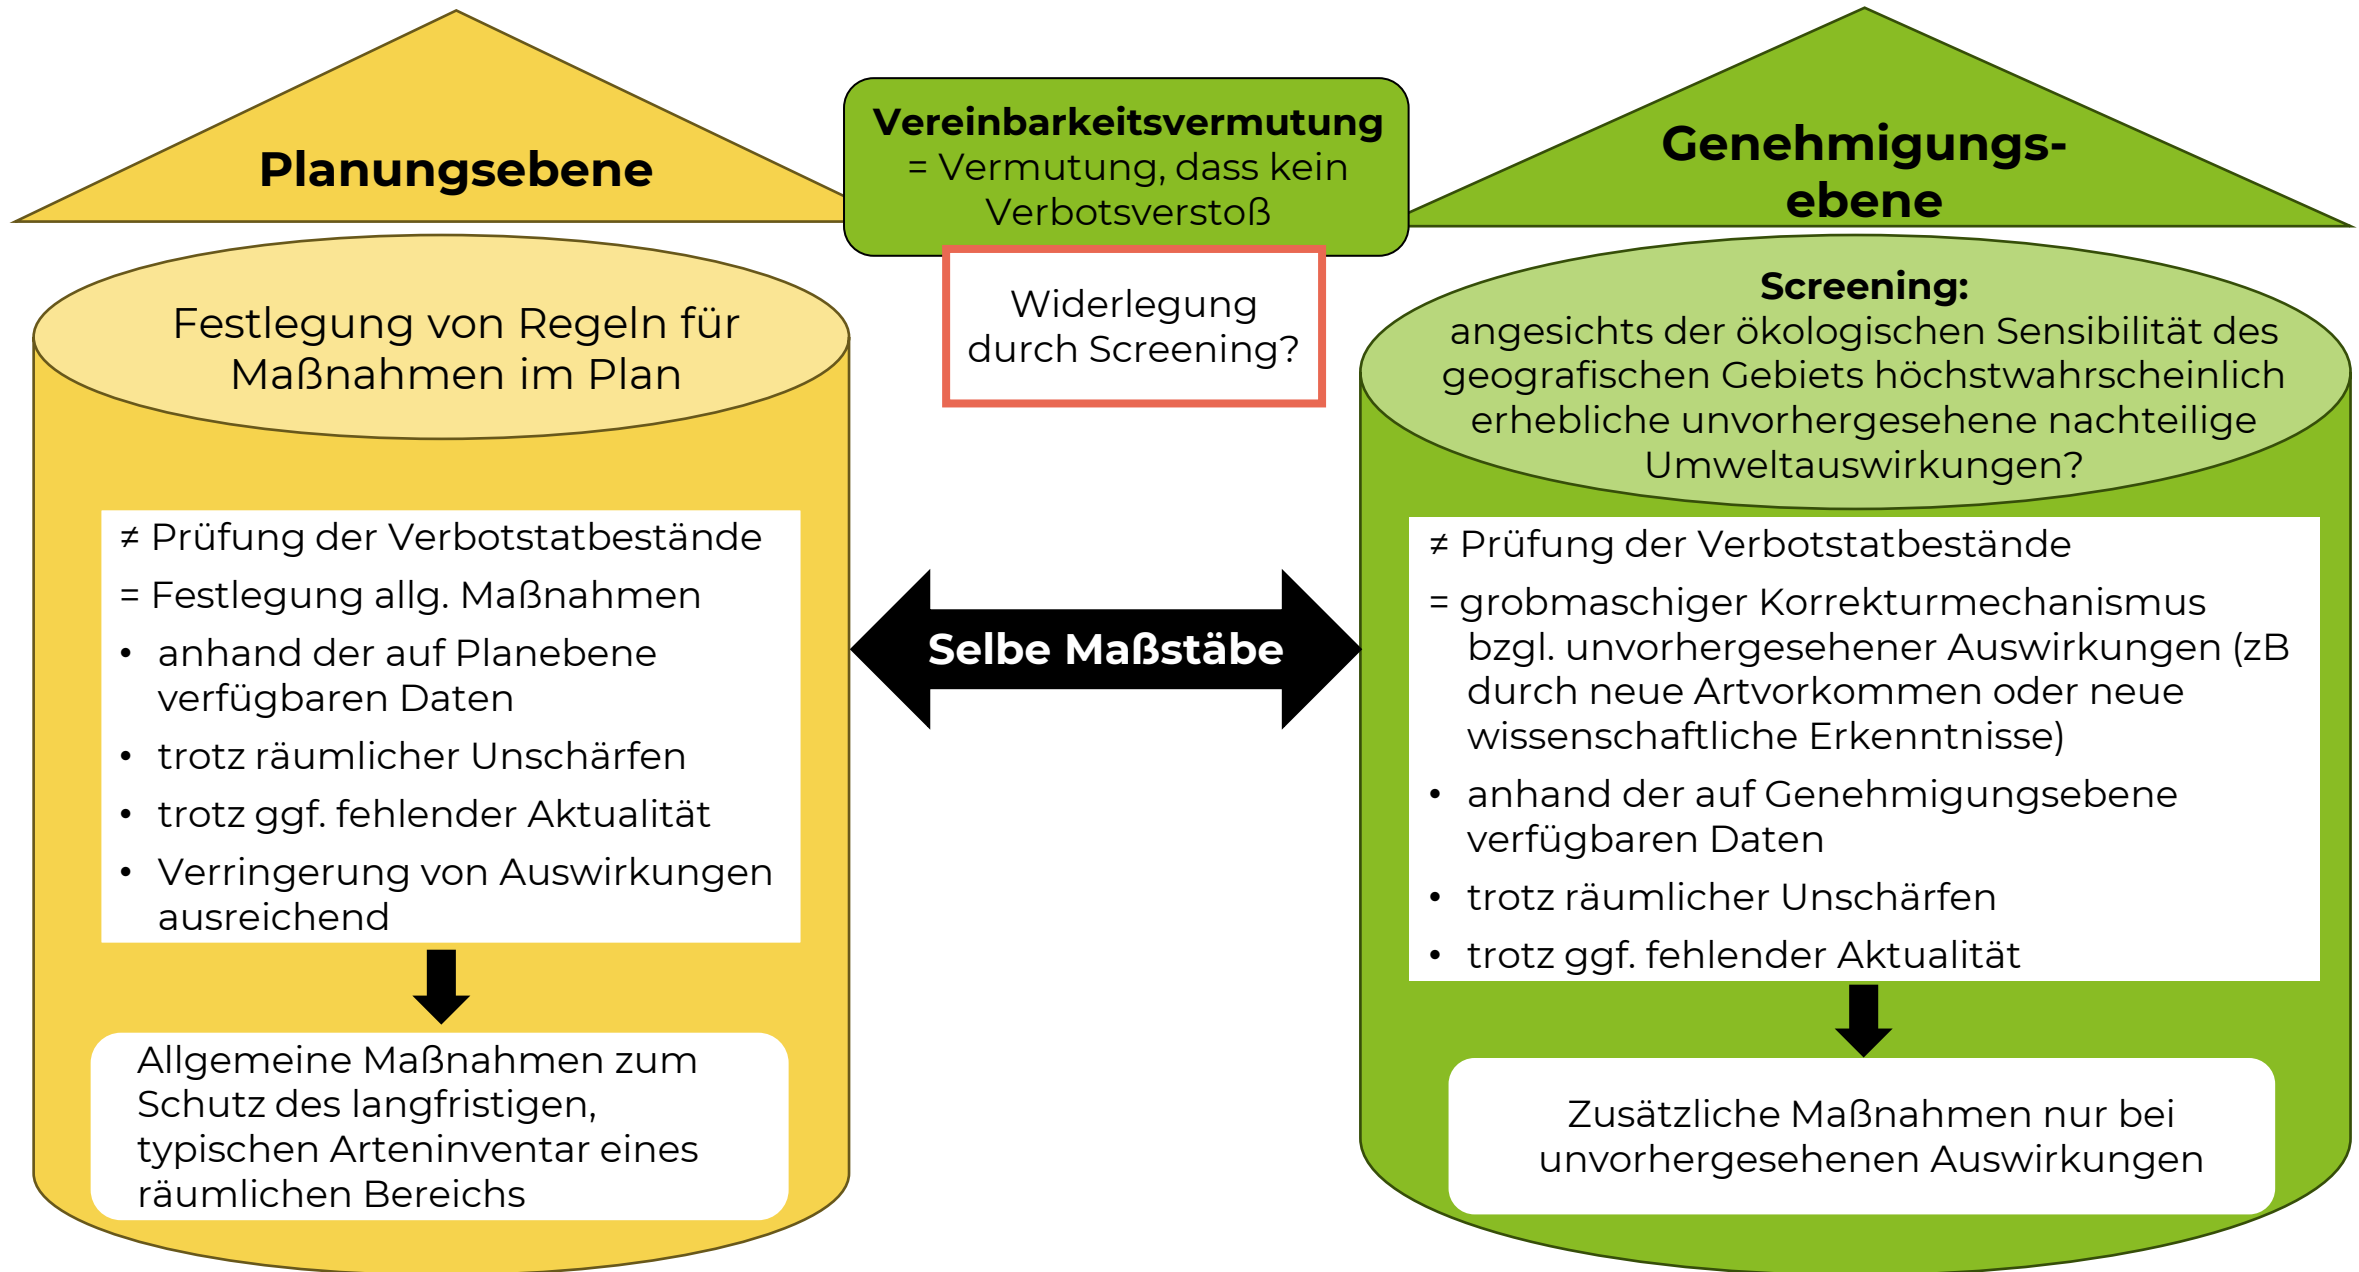 Planungsebene
Festlegung von Regeln für
Maßnahmen im Plan
≠ Prüfung der Verbotstatbestände
= Festlegung allg. Maßnahmen
• anhand der auf Planebene
verfügbaren Daten
• trotz räumlicher Unschärfen
• trotz ggf. fehlender Aktualität
• Verringerung von Auswirkungen
ausreichend
Allgemeine Maßnahmen zum
Schutz des langfristigen,
typischen Arteninventar eines
räumlichen Bereichs
Vereinbarkeitsvermutung
= Vermutung, dass kein
Verbotsverstoß
Widerlegung
durch Screening?
Selbe Maßstäbe
Genehmigungs-
ebene
Screening:
angesichts der ökologischen Sensibilität des
geografischen Gebiets höchstwahrscheinlich
erhebliche unvorhergesehene nachteilige
Umweltauswirkungen?
≠ Prüfung der Verbotstatbestände
= grobmaschiger Korrekturmechanismus
bzgl. unvorhergesehener Auswirkungen (zB
durch neue Artvorkommen oder neue
wissenschaftliche Erkenntnisse)
• anhand der auf Genehmigungsebene
verfügbaren Daten
• trotz räumlicher Unschärfen
• trotz ggf. fehlender Aktualität
Zusätzliche Maßnahmen nur bei
unvorhergesehenen Auswirkungen